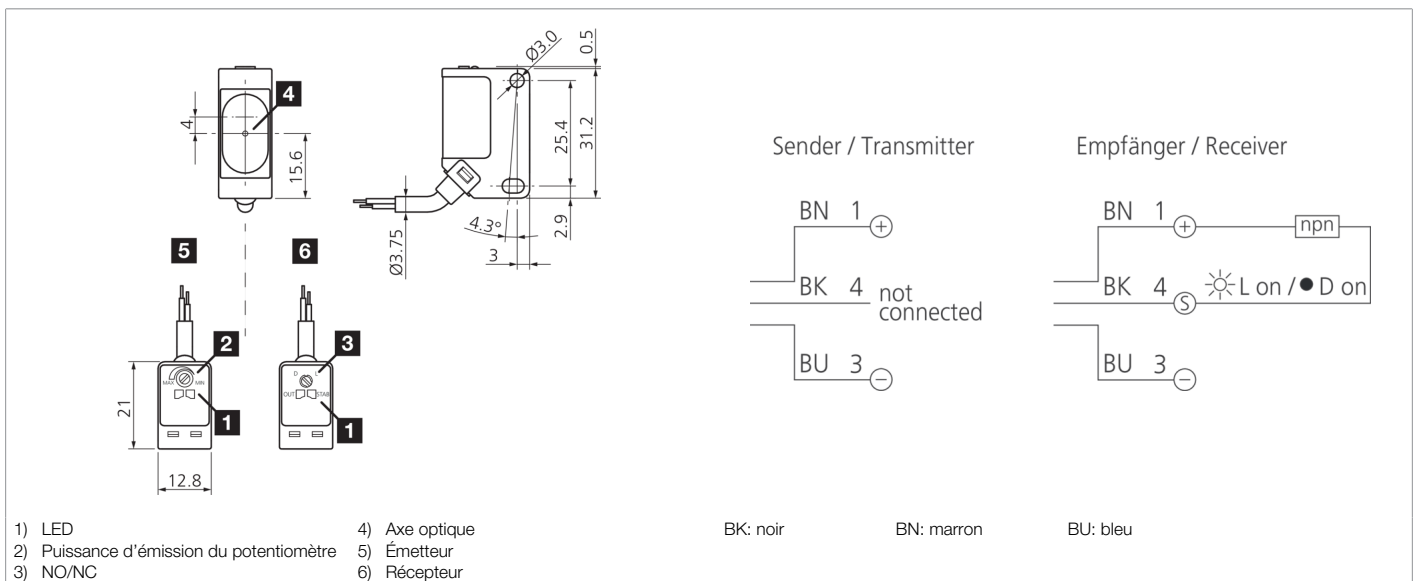 Ø3.0
0.5
4
4
15.6
25.4
31.2
Ø3.75
4.3°
3
2.9
5
6
2
3
MAX
MIN
D
L
OUT
STAB
1
1
21
12.8
Sender / Transmitter
BN 1 +
BK 4 not connected
BU 3 −
Empfänger / Receiver
BN 1 + npn
BK 4 S L on / D on
BU 3 −
1) LED
2) Puissance d’émission du potentiomètre
3) NO/NC
4) Axe optique
5) Émetteur
6) Récepteur
BK: noir BN: marron BU: bleu